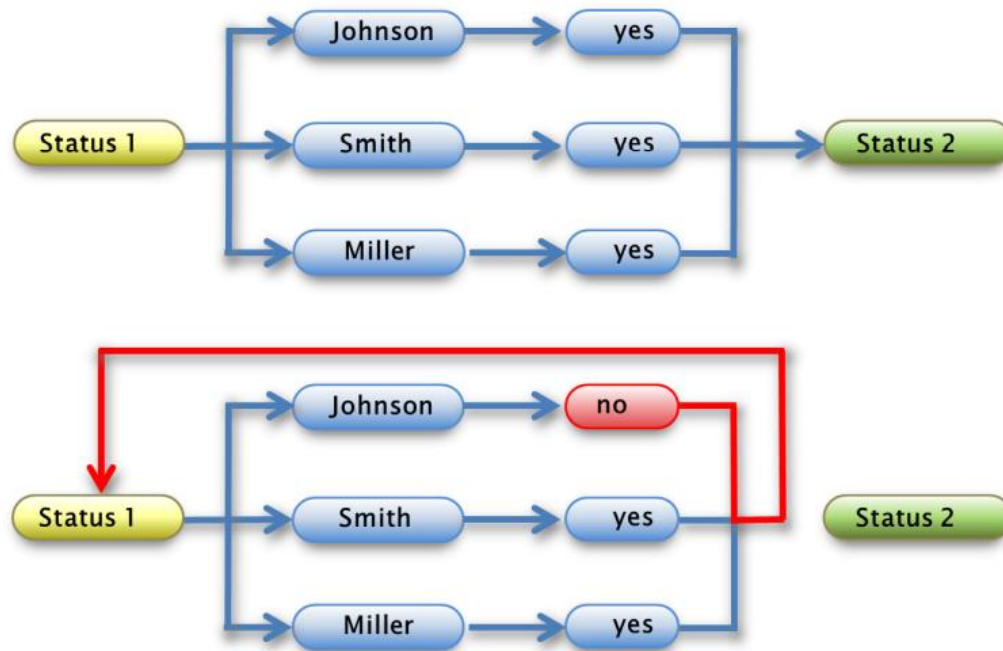 Johnson yes
Status 1 Smith yes Status 2
Miller yes
Johnson no
Status 1 Smith yes Status 2
Miller yes